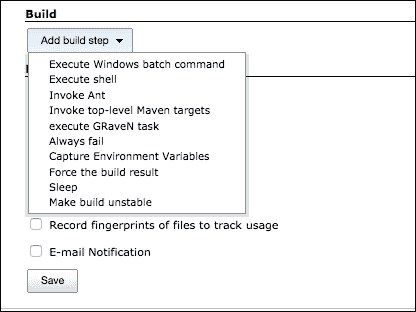 Build
Add build step
Execute Windows batch command
Execute shell
Invoke Ant
Invoke top-level Maven targets
execute GRaveN task
Always fail
Capture Environment Variables
Force the build result
Sleep
Make build unstable
Record fingerprints of files to track usage
E-mail Notification
Save